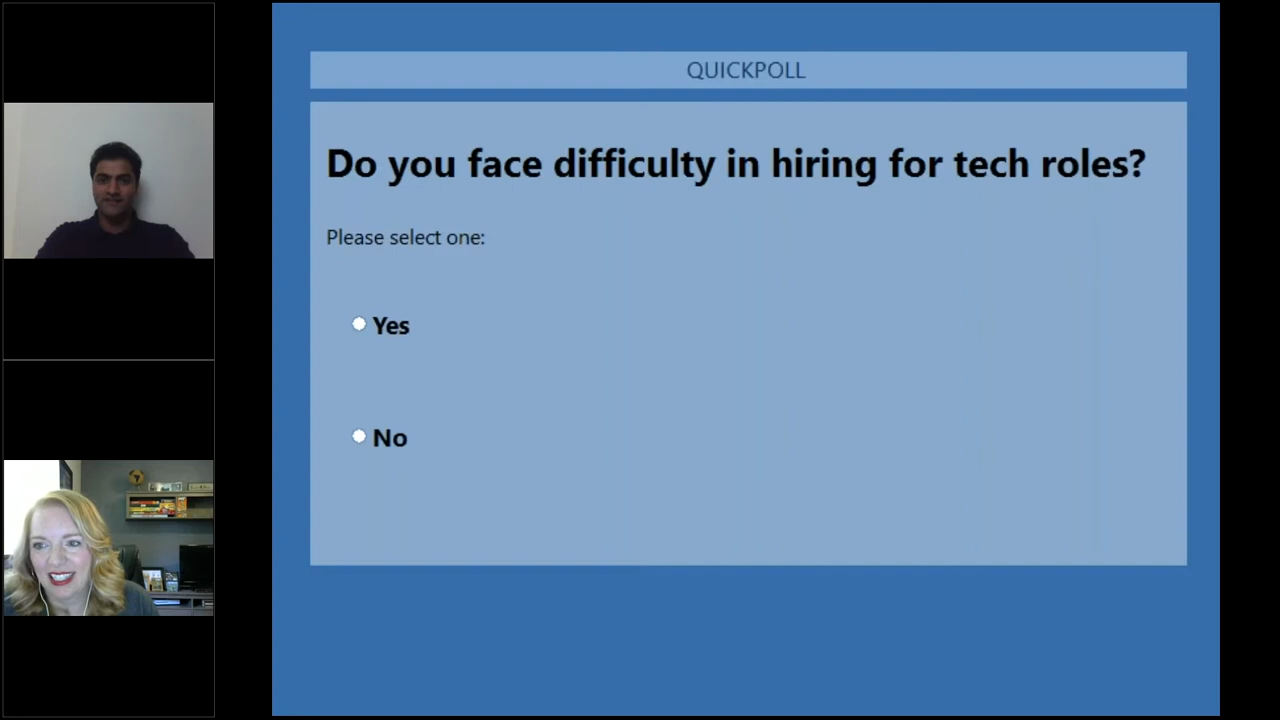 QUICKPOLL
Do you face difficulty in hiring for tech roles?
Please select one:
Yes
No